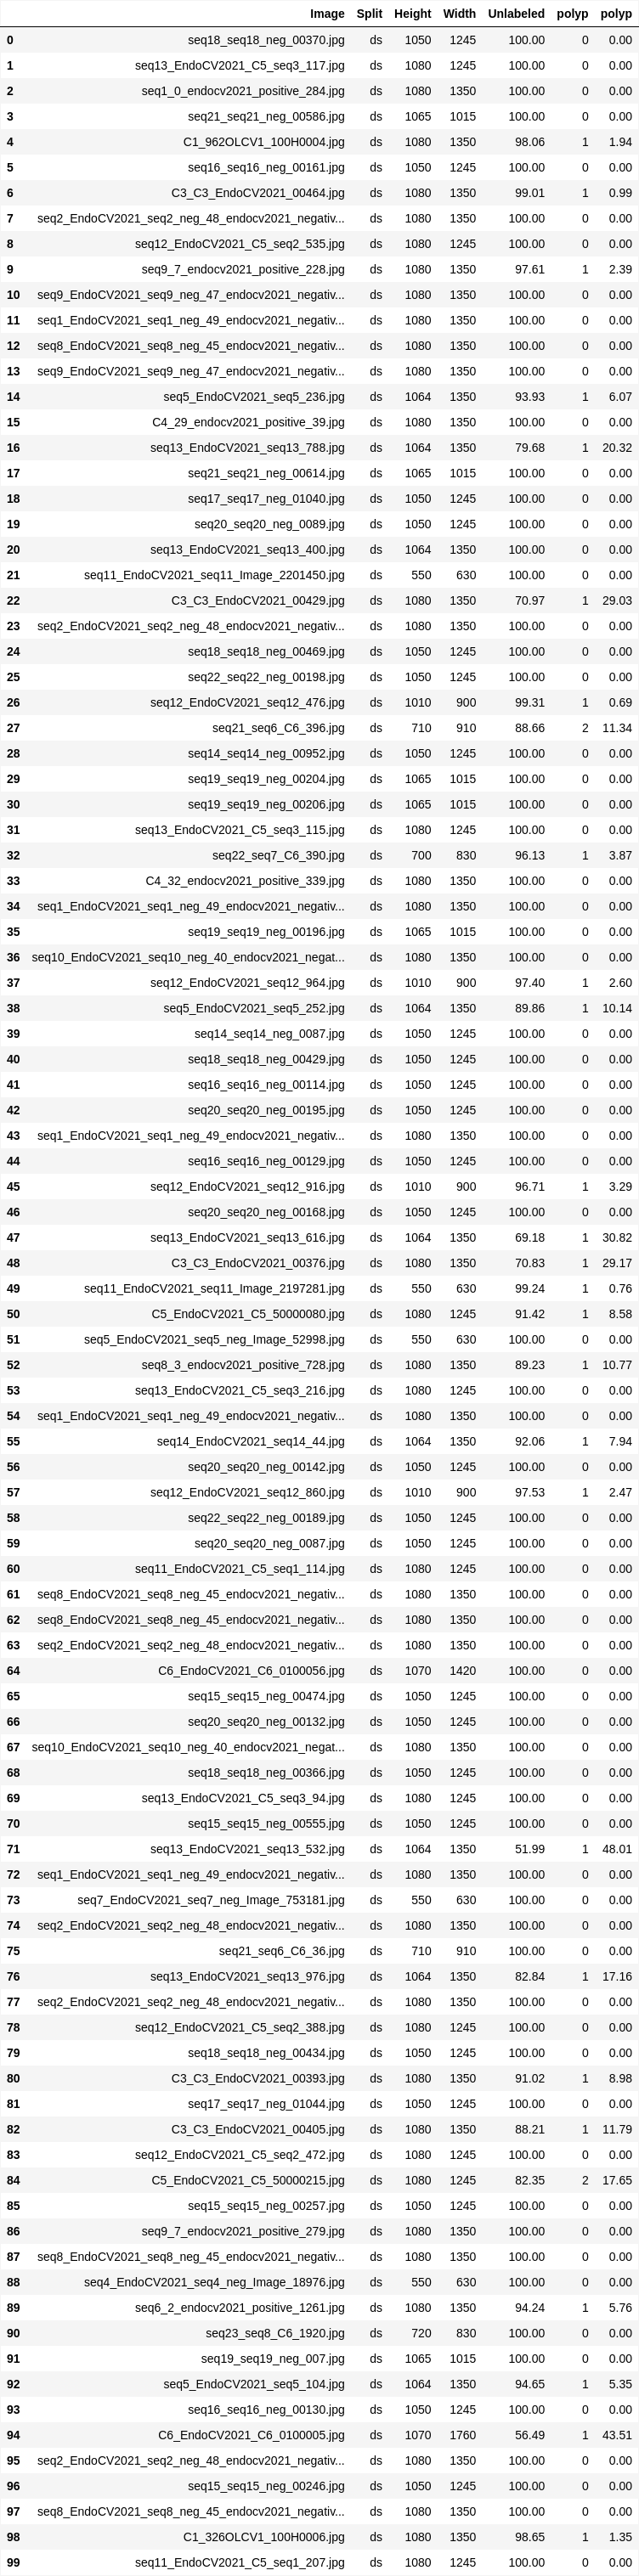 Image Split Height Width Unlabeled polyp polyp
0 seq18_seq18_neg_00370.jpg ds 1050 1245 100.00 0 0.00
1 seq13_EndoCV2021_C5_seq3_117.jpg ds 1080 1245 100.00 0 0.00
2 seq1_0_endocv2021_positive_284.jpg ds 1080 1350 100.00 0 0.00
3 seq21_seq21_neg_00586.jpg ds 1065 1015 100.00 0 0.00
4 C1_962OLCV1_100H0004.jpg ds 1080 1350 98.06 1 1.94
5 seq16_seq16_neg_00161.jpg ds 1050 1245 100.00 0 0.00
6 C3_C3_EndoCV2021_00464.jpg ds 1080 1350 99.01 1 0.99
7 seq2_EndoCV2021_seq2_neg_48_endocv2021_negativ... ds 1080 1350 100.00 0 0.00
8 seq12_EndoCV2021_C5_seq2_535.jpg ds 1080 1245 100.00 0 0.00
9 seq9_7_endocv2021_positive_228.jpg ds 1080 1350 97.61 1 2.39
10 seq9_EndoCV2021_seq9_neg_47_endocv2021_negativ... ds 1080 1350 100.00 0 0.00
11 seq1_EndoCV2021_seq1_neg_49_endocv2021_negativ... ds 1080 1350 100.00 0 0.00
12 seq8_EndoCV2021_seq8_neg_45_endocv2021_negativ... ds 1080 1350 100.00 0 0.00
13 seq9_EndoCV2021_seq9_neg_47_endocv2021_negativ... ds 1080 1350 100.00 0 0.00
14 seq5_EndoCV2021_seq5_236.jpg ds 1064 1350 93.93 1 6.07
15 C4_29_endocv2021_positive_39.jpg ds 1080 1350 100.00 0 0.00
16 seq13_EndoCV2021_seq13_788.jpg ds 1064 1350 79.68 1 20.32
17 seq21_seq21_neg_00614.jpg ds 1065 1015 100.00 0 0.00
18 seq17_seq17_neg_01040.jpg ds 1050 1245 100.00 0 0.00
19 seq20_seq20_neg_0089.jpg ds 1050 1245 100.00 0 0.00
20 seq13_EndoCV2021_seq13_400.jpg ds 1064 1350 100.00 0 0.00
21 seq11_EndoCV2021_seq11_Image_2201450.jpg ds 550 630 100.00 0 0.00
22 C3_C3_EndoCV2021_00429.jpg ds 1080 1350 70.97 1 29.03
23 seq2_EndoCV2021_seq2_neg_48_endocv2021_negativ... ds 1080 1350 100.00 0 0.00
24 seq18_seq18_neg_00469.jpg ds 1050 1245 100.00 0 0.00
25 seq22_seq22_neg_00198.jpg ds 1050 1245 100.00 0 0.00
26 seq12_EndoCV2021_seq12_476.jpg ds 1010 900 99.31 1 0.69
27 seq21_seq6_C6_396.jpg ds 710 910 88.66 2 11.34
28 seq14_seq14_neg_00952.jpg ds 1050 1245 100.00 0 0.00
29 seq19_seq19_neg_00204.jpg ds 1065 1015 100.00 0 0.00
30 seq19_seq19_neg_00206.jpg ds 1065 1015 100.00 0 0.00
31 seq13_EndoCV2021_C5_seq3_115.jpg ds 1080 1245 100.00 0 0.00
32 seq22_seq7_C6_390.jpg ds 700 830 96.13 1 3.87
33 C4_32_endocv2021_positive_339.jpg ds 1080 1350 100.00 0 0.00
34 seq1_EndoCV2021_seq1_neg_49_endocv2021_negativ... ds 1080 1350 100.00 0 0.00
35 seq19_seq19_neg_00196.jpg ds 1065 1015 100.00 0 0.00
36 seq10_EndoCV2021_seq10_neg_40_endocv2021_negat... ds 1080 1350 100.00 0 0.00
37 seq12_EndoCV2021_seq12_964.jpg ds 1010 900 97.40 1 2.60
38 seq5_EndoCV2021_seq5_252.jpg ds 1064 1350 89.86 1 10.14
39 seq14_seq14_neg_0087.jpg ds 1050 1245 100.00 0 0.00
40 seq18_seq18_neg_00429.jpg ds 1050 1245 100.00 0 0.00
41 seq16_seq16_neg_00114.jpg ds 1050 1245 100.00 0 0.00
42 seq20_seq20_neg_00195.jpg ds 1050 1245 100.00 0 0.00
43 seq1_EndoCV2021_seq1_neg_49_endocv2021_negativ... ds 1080 1350 100.00 0 0.00
44 seq16_seq16_neg_00129.jpg ds 1050 1245 100.00 0 0.00
45 seq12_EndoCV2021_seq12_916.jpg ds 1010 900 96.71 1 3.29
46 seq20_seq20_neg_00168.jpg ds 1050 1245 100.00 0 0.00
47 seq13_EndoCV2021_seq13_616.jpg ds 1064 1350 69.18 1 30.82
48 C3_C3_EndoCV2021_00376.jpg ds 1080 1350 70.83 1 29.17
49 seq11_EndoCV2021_seq11_Image_2197281.jpg ds 550 630 99.24 1 0.76
50 C5_EndoCV2021_C5_50000080.jpg ds 1080 1245 91.42 1 8.58
51 seq5_EndoCV2021_seq5_neg_Image_52998.jpg ds 550 630 100.00 0 0.00
52 seq8_3_endocv2021_positive_728.jpg ds 1080 1350 89.23 1 10.77
53 seq13_EndoCV2021_C5_seq3_216.jpg ds 1080 1245 100.00 0 0.00
54 seq1_EndoCV2021_seq1_neg_49_endocv2021_negativ... ds 1080 1350 100.00 0 0.00
55 seq14_EndoCV2021_seq14_44.jpg ds 1064 1350 92.06 1 7.94
56 seq20_seq20_neg_00142.jpg ds 1050 1245 100.00 0 0.00
57 seq12_EndoCV2021_seq12_860.jpg ds 1010 900 97.53 1 2.47
58 seq22_seq22_neg_00189.jpg ds 1050 1245 100.00 0 0.00
59 seq20_seq20_neg_0087.jpg ds 1050 1245 100.00 0 0.00
60 seq11_EndoCV2021_C5_seq1_114.jpg ds 1080 1245 100.00 0 0.00
61 seq8_EndoCV2021_seq8_neg_45_endocv2021_negativ... ds 1080 1350 100.00 0 0.00
62 seq8_EndoCV2021_seq8_neg_45_endocv2021_negativ... ds 1080 1350 100.00 0 0.00
63 seq2_EndoCV2021_seq2_neg_48_endocv2021_negativ... ds 1080 1350 100.00 0 0.00
64 C6_EndoCV2021_C6_0100056.jpg ds 1070 1420 100.00 0 0.00
65 seq15_seq15_neg_00474.jpg ds 1050 1245 100.00 0 0.00
66 seq20_seq20_neg_00132.jpg ds 1050 1245 100.00 0 0.00
67 seq10_EndoCV2021_seq10_neg_40_endocv2021_negat... ds 1080 1350 100.00 0 0.00
68 seq18_seq18_neg_00366.jpg ds 1050 1245 100.00 0 0.00
69 seq13_EndoCV2021_C5_seq3_94.jpg ds 1080 1245 100.00 0 0.00
70 seq15_seq15_neg_00555.jpg ds 1050 1245 100.00 0 0.00
71 seq13_EndoCV2021_seq13_532.jpg ds 1064 1350 51.99 1 48.01
72 seq1_EndoCV2021_seq1_neg_49_endocv2021_negativ... ds 1080 1350 100.00 0 0.00
73 seq7_EndoCV2021_seq7_neg_Image_753181.jpg ds 550 630 100.00 0 0.00
74 seq2_EndoCV2021_seq2_neg_48_endocv2021_negativ... ds 1080 1350 100.00 0 0.00
75 seq21_seq6_C6_36.jpg ds 710 910 100.00 0 0.00
76 seq13_EndoCV2021_seq13_976.jpg ds 1064 1350 82.84 1 17.16
77 seq2_EndoCV2021_seq2_neg_48_endocv2021_negativ... ds 1080 1350 100.00 0 0.00
78 seq12_EndoCV2021_C5_seq2_388.jpg ds 1080 1245 100.00 0 0.00
79 seq18_seq18_neg_00434.jpg ds 1050 1245 100.00 0 0.00
80 C3_C3_EndoCV2021_00393.jpg ds 1080 1350 91.02 1 8.98
81 seq17_seq17_neg_01044.jpg ds 1050 1245 100.00 0 0.00
82 C3_C3_EndoCV2021_00405.jpg ds 1080 1350 88.21 1 11.79
83 seq12_EndoCV2021_C5_seq2_472.jpg ds 1080 1245 100.00 0 0.00
84 C5_EndoCV2021_C5_50000215.jpg ds 1080 1245 82.35 2 17.65
85 seq15_seq15_neg_00257.jpg ds 1050 1245 100.00 0 0.00
86 seq9_7_endocv2021_positive_279.jpg ds 1080 1350 100.00 0 0.00
87 seq8_EndoCV2021_seq8_neg_45_endocv2021_negativ... ds 1080 1350 100.00 0 0.00
88 seq4_EndoCV2021_seq4_neg_Image_18976.jpg ds 550 630 100.00 0 0.00
89 seq6_2_endocv2021_positive_1261.jpg ds 1080 1350 94.24 1 5.76
90 seq23_seq8_C6_1920.jpg ds 720 830 100.00 0 0.00
91 seq19_seq19_neg_007.jpg ds 1065 1015 100.00 0 0.00
92 seq5_EndoCV2021_seq5_104.jpg ds 1064 1350 94.65 1 5.35
93 seq16_seq16_neg_00130.jpg ds 1050 1245 100.00 0 0.00
94 C6_EndoCV2021_C6_0100005.jpg ds 1070 1760 56.49 1 43.51
95 seq2_EndoCV2021_seq2_neg_48_endocv2021_negativ... ds 1080 1350 100.00 0 0.00
96 seq15_seq15_neg_00246.jpg ds 1050 1245 100.00 0 0.00
97 seq8_EndoCV2021_seq8_neg_45_endocv2021_negativ... ds 1080 1350 100.00 0 0.00
98 C1_326OLCV1_100H0006.jpg ds 1080 1350 98.65 1 1.35
99 seq11_EndoCV2021_C5_seq1_207.jpg ds 1080 1245 100.00 0 0.00